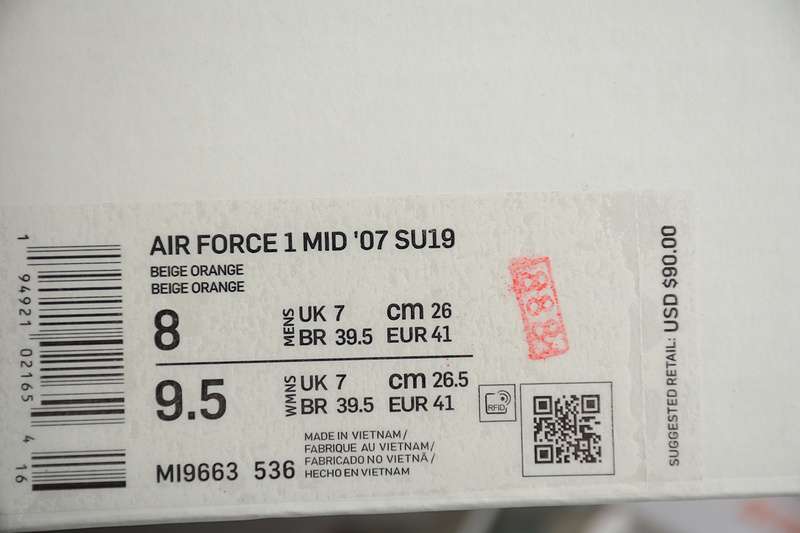 AIR FORCE 1 MID '07 SU19
BEIGE ORANGE
BEIGE ORANGE
8
MENS
UK 7 cm 26
BR 39.5 EUR 41
9.5
WMNS
UK 7 cm 26.5
BR 39.5 EUR 41
RFID
MI9663 536
MADE IN VIETNAM/
FABRIQUE AU VIETNAM/
FABRICADO NO VIETNÃ /
HECHO EN VIETNAM
1 94921 02165 4 16
SUGGESTED RETAIL: USD $90.00